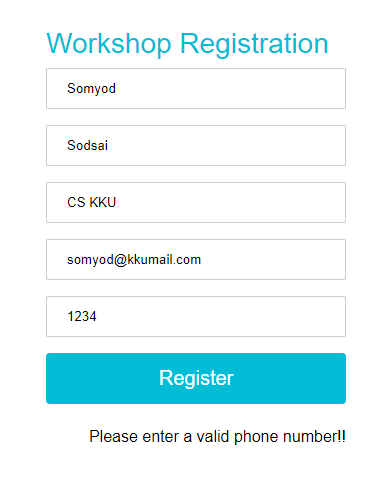 Workshop Registration
Somyod
Sodsai
CS KKU
somyod@kkumail.com
1234
Register
Please enter a valid phone number!!